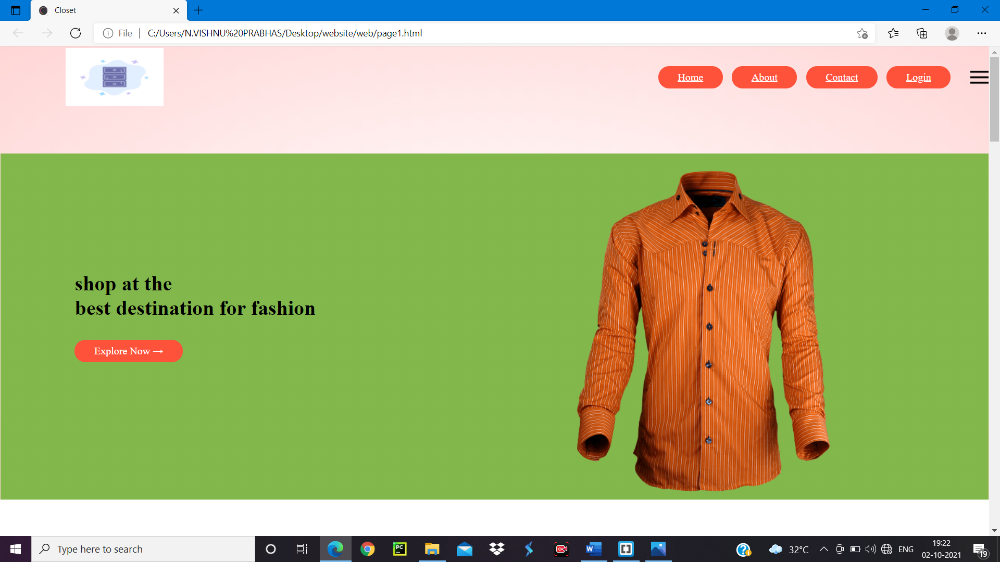 Closet
File
C:/Users/N.VISHNU%20PRABHAS/Desktop/website/web/page1.html
Home
About
Contact
Login
shop at the
best destination for fashion
Explore Now →
Type here to search
PC
W
32°C
ENG
19:22
02-10-2021
19